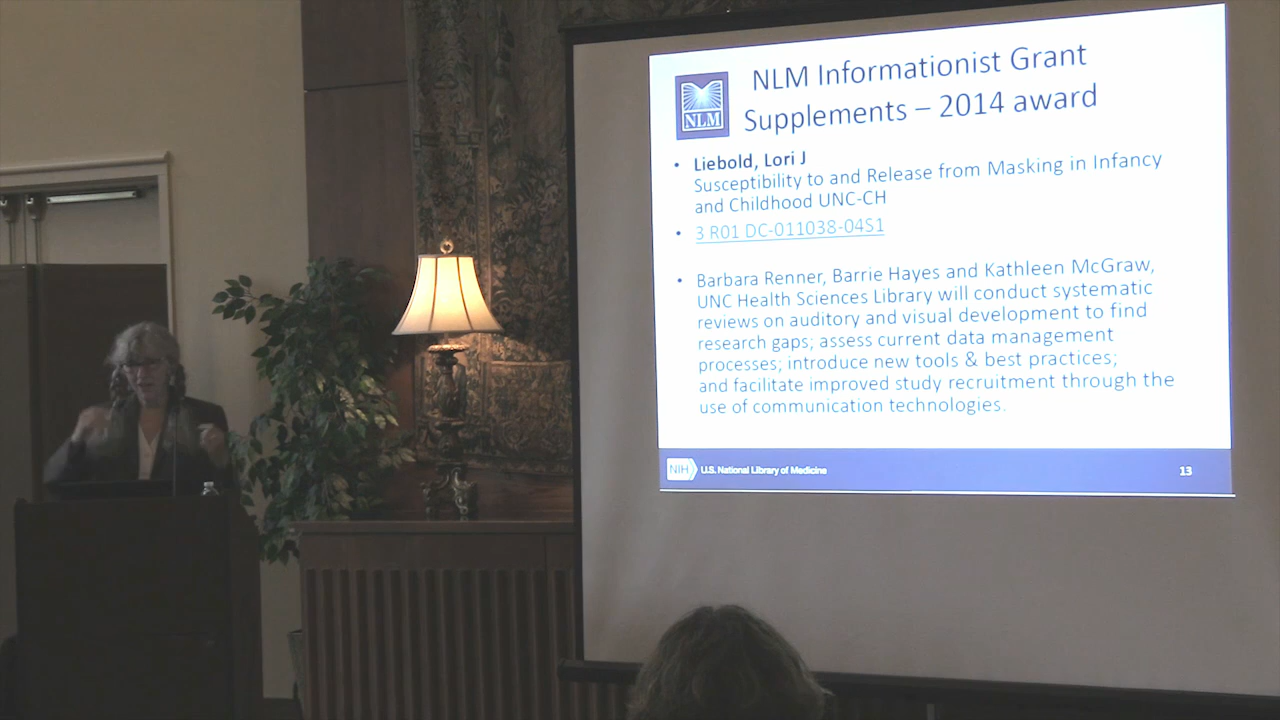 NLM Informationist Grant
Supplements – 2014 award
NLM
• Liebold, Lori J
Susceptibility to and Release from Masking in Infancy
and Childhood UNC-CH
• 3 R01 DC-011038-04S1
• Barbara Renner, Barrie Hayes and Kathleen McGraw,
UNC Health Sciences Library will conduct systematic
reviews on auditory and visual development to find
research gaps; assess current data management
processes; introduce new tools & best practices;
and facilitate improved study recruitment through the
use of communication technologies.
NIH U.S. National Library of Medicine
13